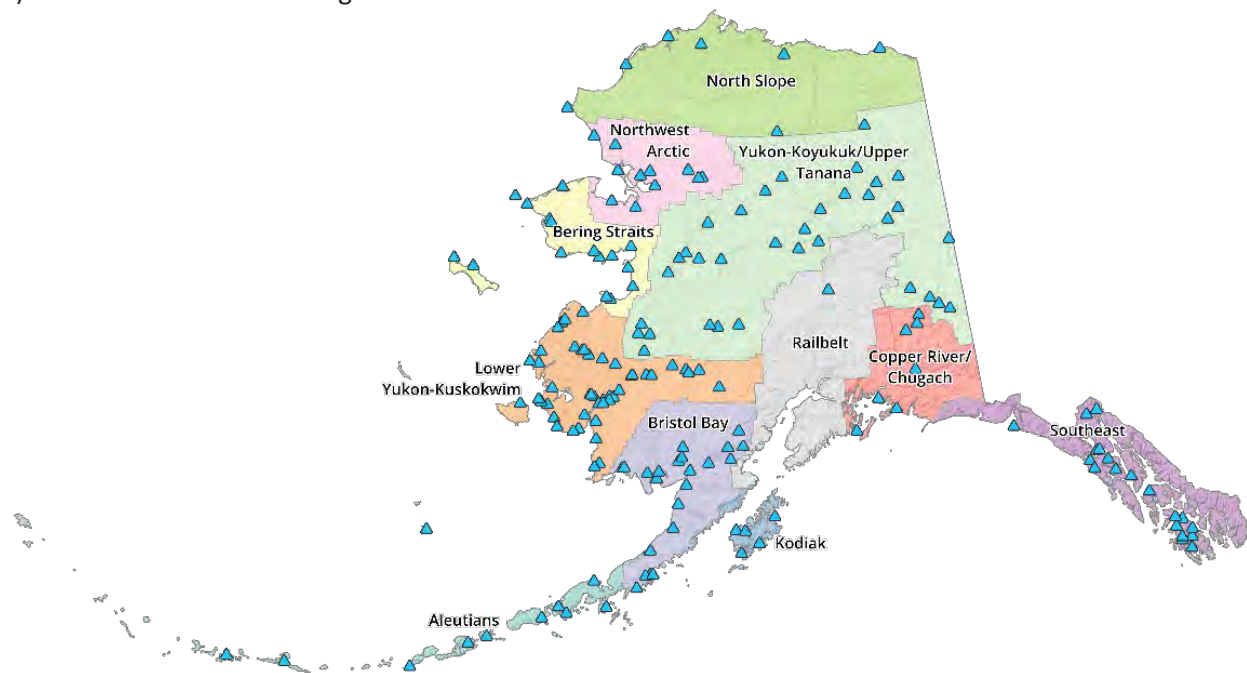 North Slope
Northwest
Arctic
Yukon-Koyukuk/Upper
Tanana
Bering Straits
Railbelt
Copper River/
Chugach
Lower
Yukon-Kuskokwim
Bristol Bay
Southeast
Kodiak
Aleutians